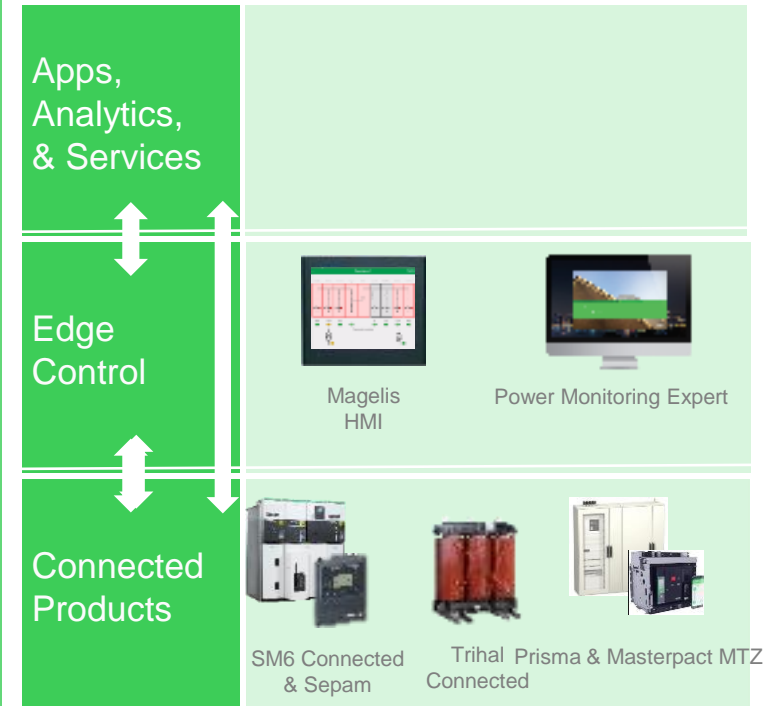 Apps,
Analytics,
& Services
Edge
Control
Magelis
HMI
Power Monitoring Expert
Connected
Products
SM6 Connected
& Sepam
Trihal
Connected
Prisma & Masterpact MTZ